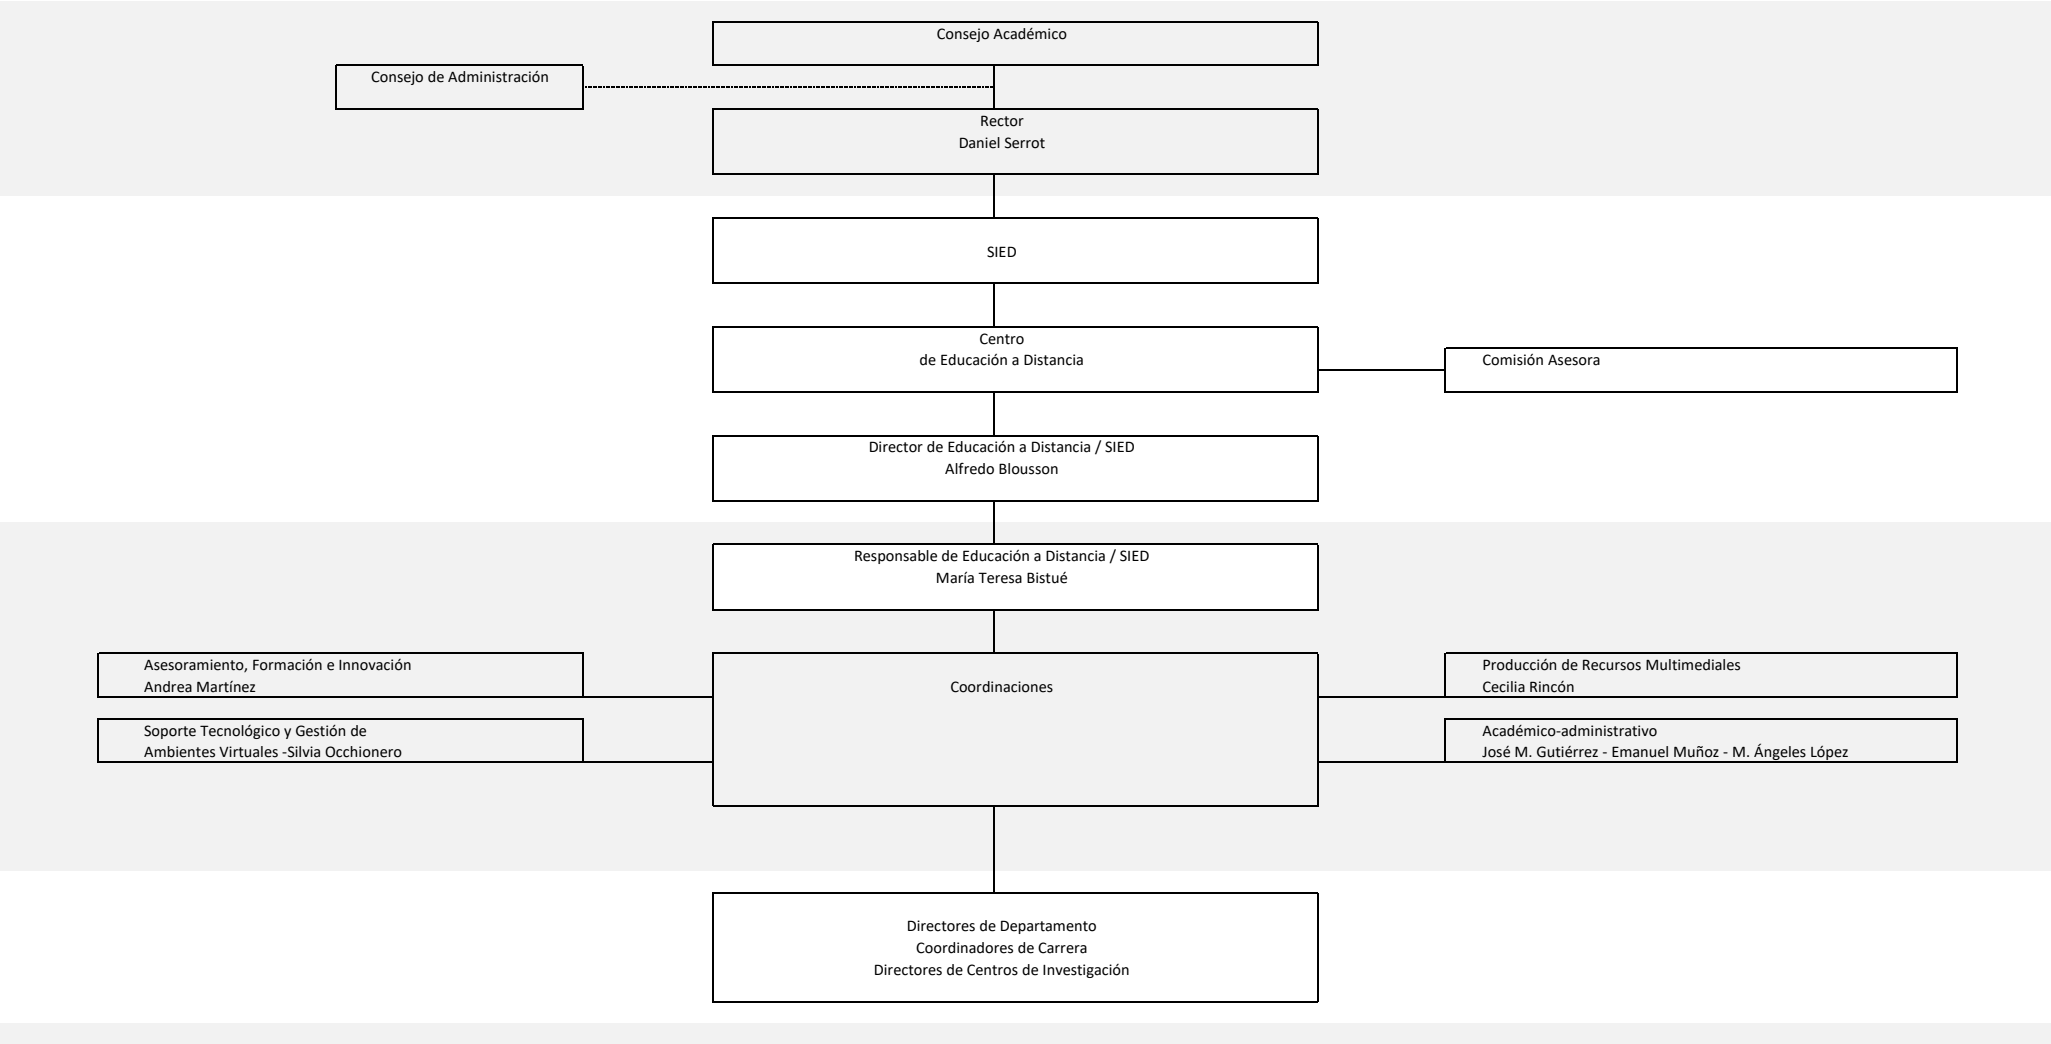 Consejo Académico
Consejo de Administración
Rector
Daniel Serrot
SIED
Centro
de Educación a Distancia
Comisión Asesora
Director de Educación a Distancia / SIED
Alfredo Blousson
Responsable de Educación a Distancia / SIED
María Teresa Bistué
Asesoramiento, Formación e Innovación
Andrea Martínez
Soporte Tecnológico y Gestión de
Ambientes Virtuales -Silvia Occhionero
Coordinaciones
Producción de Recursos Multimediales
Cecilia Rincón
Académico-administrativo
José M. Gutiérrez - Emanuel Muñoz - M. Ángeles López
Directores de Departamento
Coordinadores de Carrera
Directores de Centros de Investigación